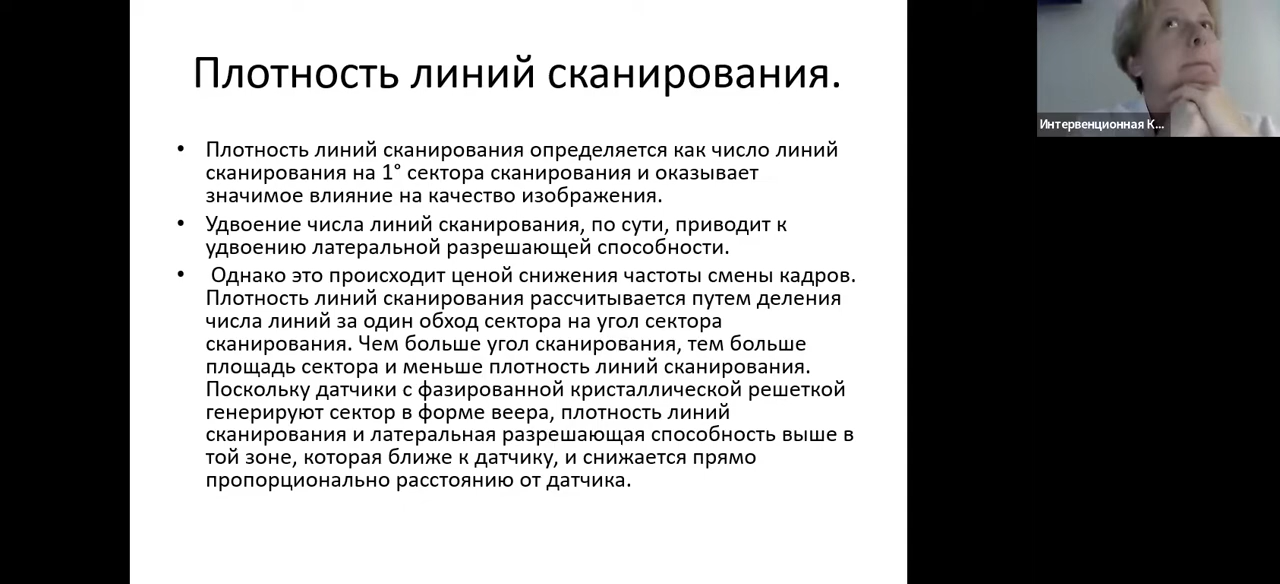 Плотность линий сканирования.
• Плотность линий сканирования определяется как число линий
сканирования на 1° сектора сканирования и оказывает
значимое влияние на качество изображения.
• Удвоение числа линий сканирования, по сути, приводит к
удвоению латеральной разрешающей способности.
• Однако это происходит ценой снижения частоты смены кадров.
Плотность линий сканирования рассчитывается путем деления
числа линий за один обход сектора на угол сектора
сканирования. Чем больше угол сканирования, тем больше
площадь сектора и меньше плотность линий сканирования.
Поскольку датчики с фазированной кристаллической решеткой
генерируют сектор в форме веера, плотность линий
сканирования и латеральная разрешающая способность выше в
той зоне, которая ближе к датчику, и снижается прямо
пропорционально расстоянию от датчика.
Интервенционная К...